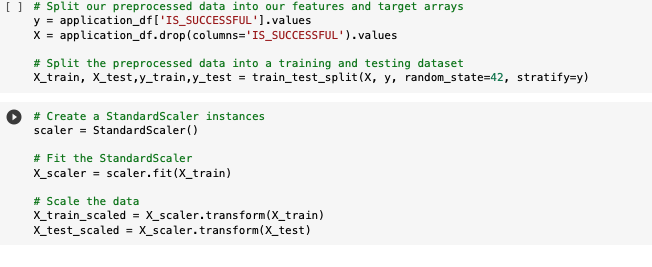 [ ] # Split our preprocessed data into our features and target arrays
y = application_df['IS_SUCCESSFUL'].values
X = application_df.drop(columns='IS_SUCCESSFUL').values
# Split the preprocessed data into a training and testing dataset
X_train, X_test,y_train,y_test = train_test_split(X, y, random_state=42, stratify=y)
# Create a StandardScaler instances
scaler = StandardScaler()
# Fit the StandardScaler
X_scaler = scaler.fit(X_train)
# Scale the data
X_train_scaled = X_scaler.transform(X_train)
X_test_scaled = X_scaler.transform(X_test)